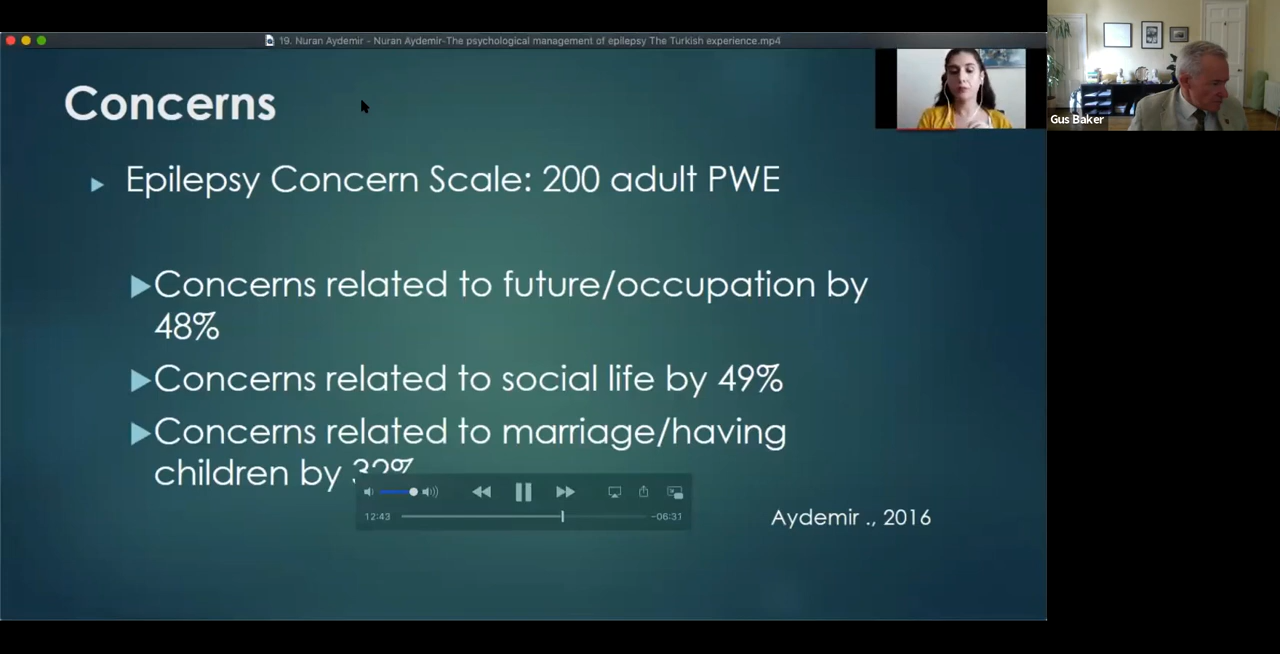 19. Nuran Aydemir - Nuran Aydemir-The psychological management of epilepsy The Turkish experience.mp4
Gus Baker
Concerns
Epilepsy Concern Scale: 200 adult PWE
Concerns related to future/occupation by
48%
Concerns related to social life by 49%
Concerns related to marriage/having
children by 32%
12:43
-06:31
Aydemir ., 2016